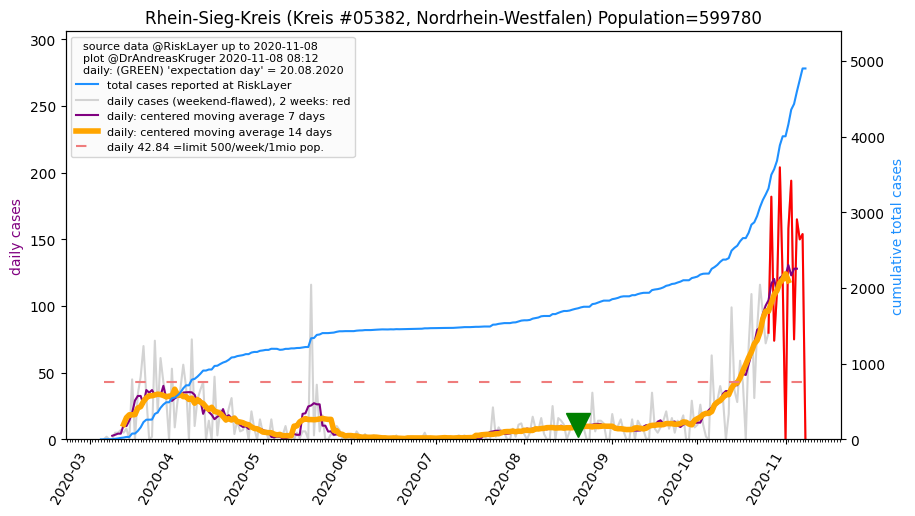 Rhein-Sieg-Kreis (Kreis #05382, Nordrhein-Westfalen) Population=599780
source data @RiskLayer up to 2020-11-08
plot @DrAndreasKruger 2020-11-08 08:12
daily: (GREEN) 'expectation day' = 20.08.2020
total cases reported at RiskLayer
daily cases (weekend-flawed), 2 weeks: red
daily: centered moving average 7 days
daily: centered moving average 14 days
daily 42.84 =limit 500/week/1mio pop.
daily cases
300
250
200
150
100
50
0
cumulative total cases
5000
4000
3000
2000
1000
0
2020-03
2020-04
2020-05
2020-06
2020-07
2020-08
2020-09
2020-10
2020-11